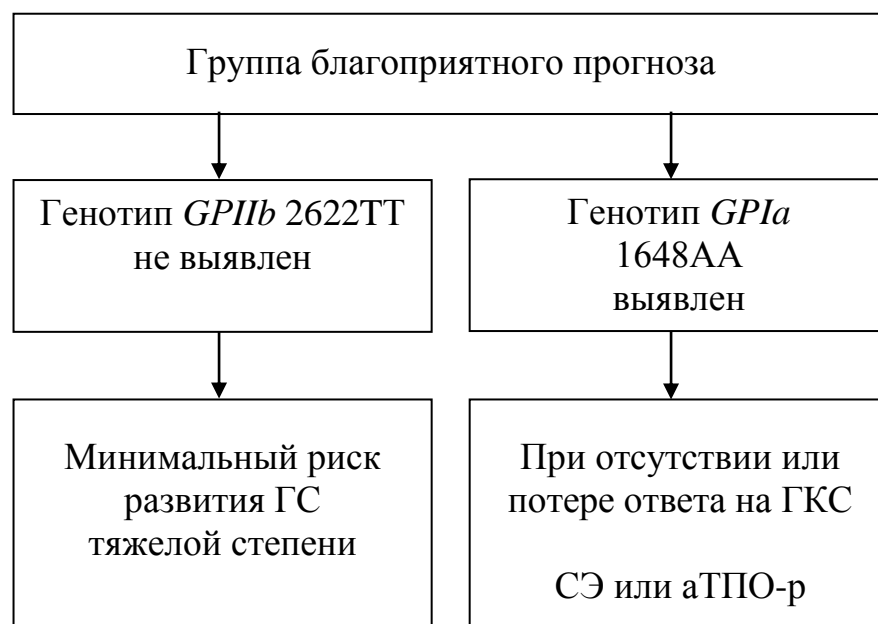 Группа благоприятного прогноза
Генотип GPIIb 2622TT
не выявлен
Генотип GPIa
1648AA
выявлен
Минимальный риск
развития ГС
тяжелой степени
При отсутствии или
потере ответа на ГКС
СЭ или аТПО-р